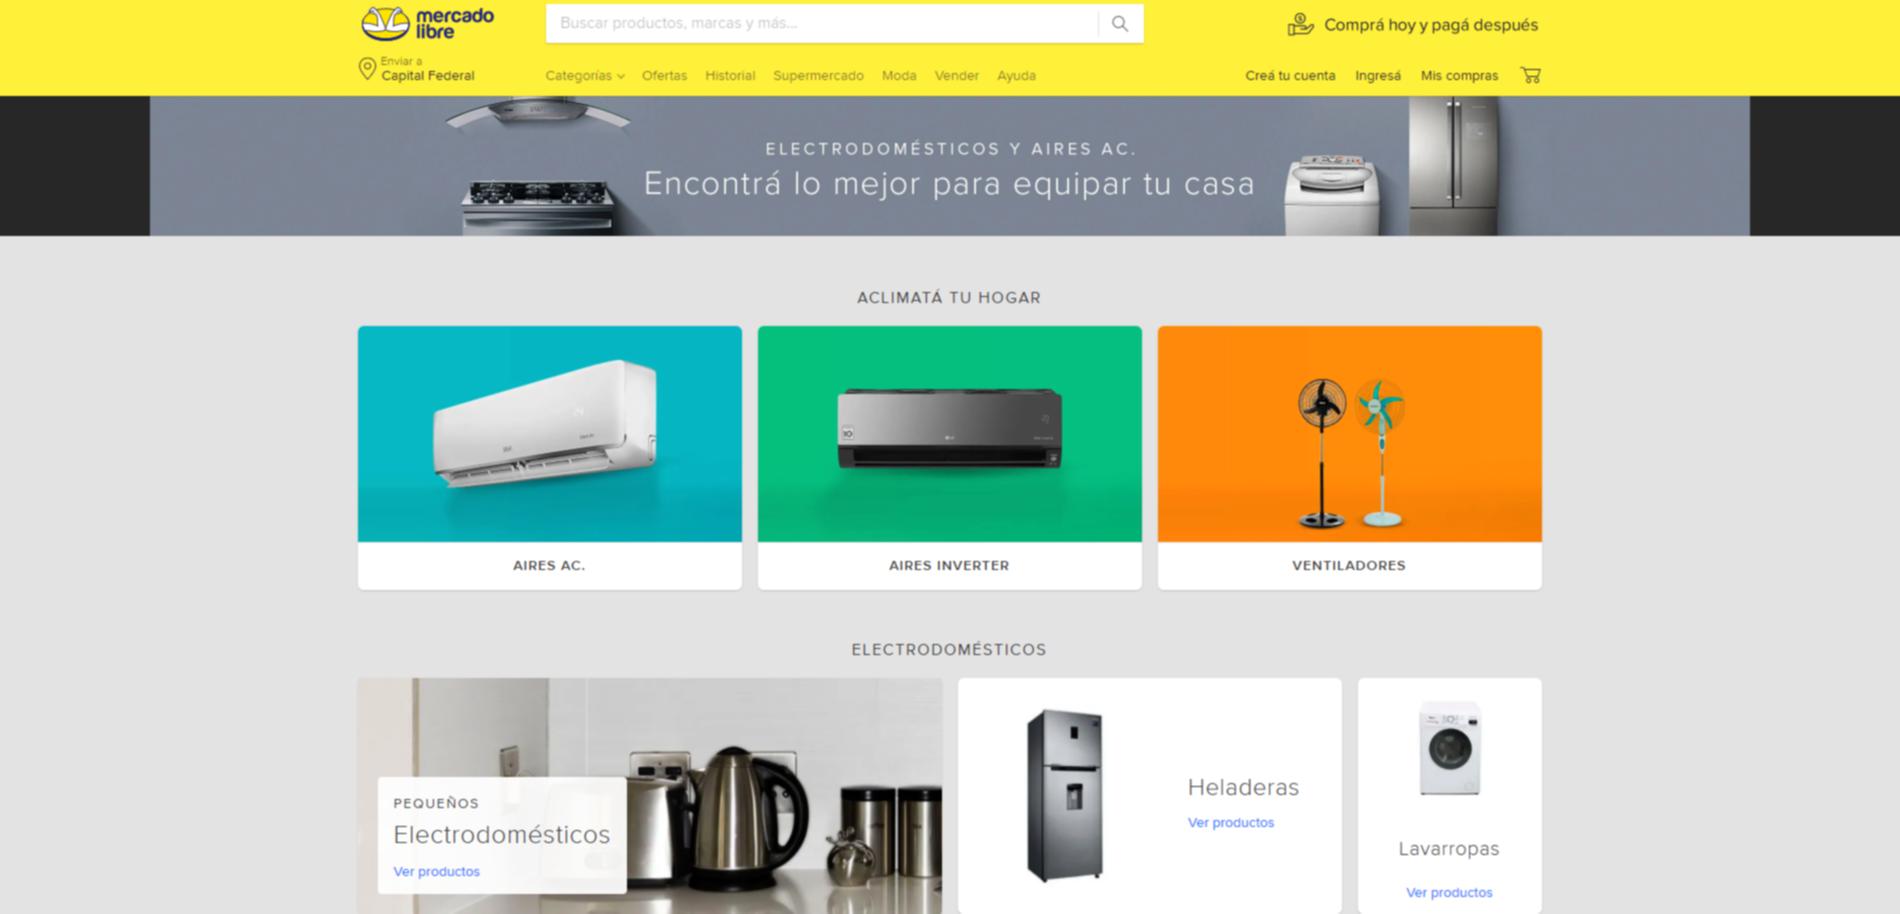 mercado
libre
Buscar productos, marcas y más...
Comprá hoy y pagá después
Enviar a
Capital Federal
Categorías
Ofertas
Historial
Supermercado
Moda
Vender
Ayuda
Creá tu cuenta
Ingresá
Mis compras
ELECTRODOMÉSTICOS Y AIRES AC.
Encontrá lo mejor para equipar tu casa
ACLIMATÁ TU HOGAR
AIRES AC.
AIRES INVERTER
VENTILADORES
ELECTRODOMÉSTICOS
PEQUEÑOS
Electrodomésticos
Ver productos
Heladeras
Ver productos
Lavarropas
Ver productos